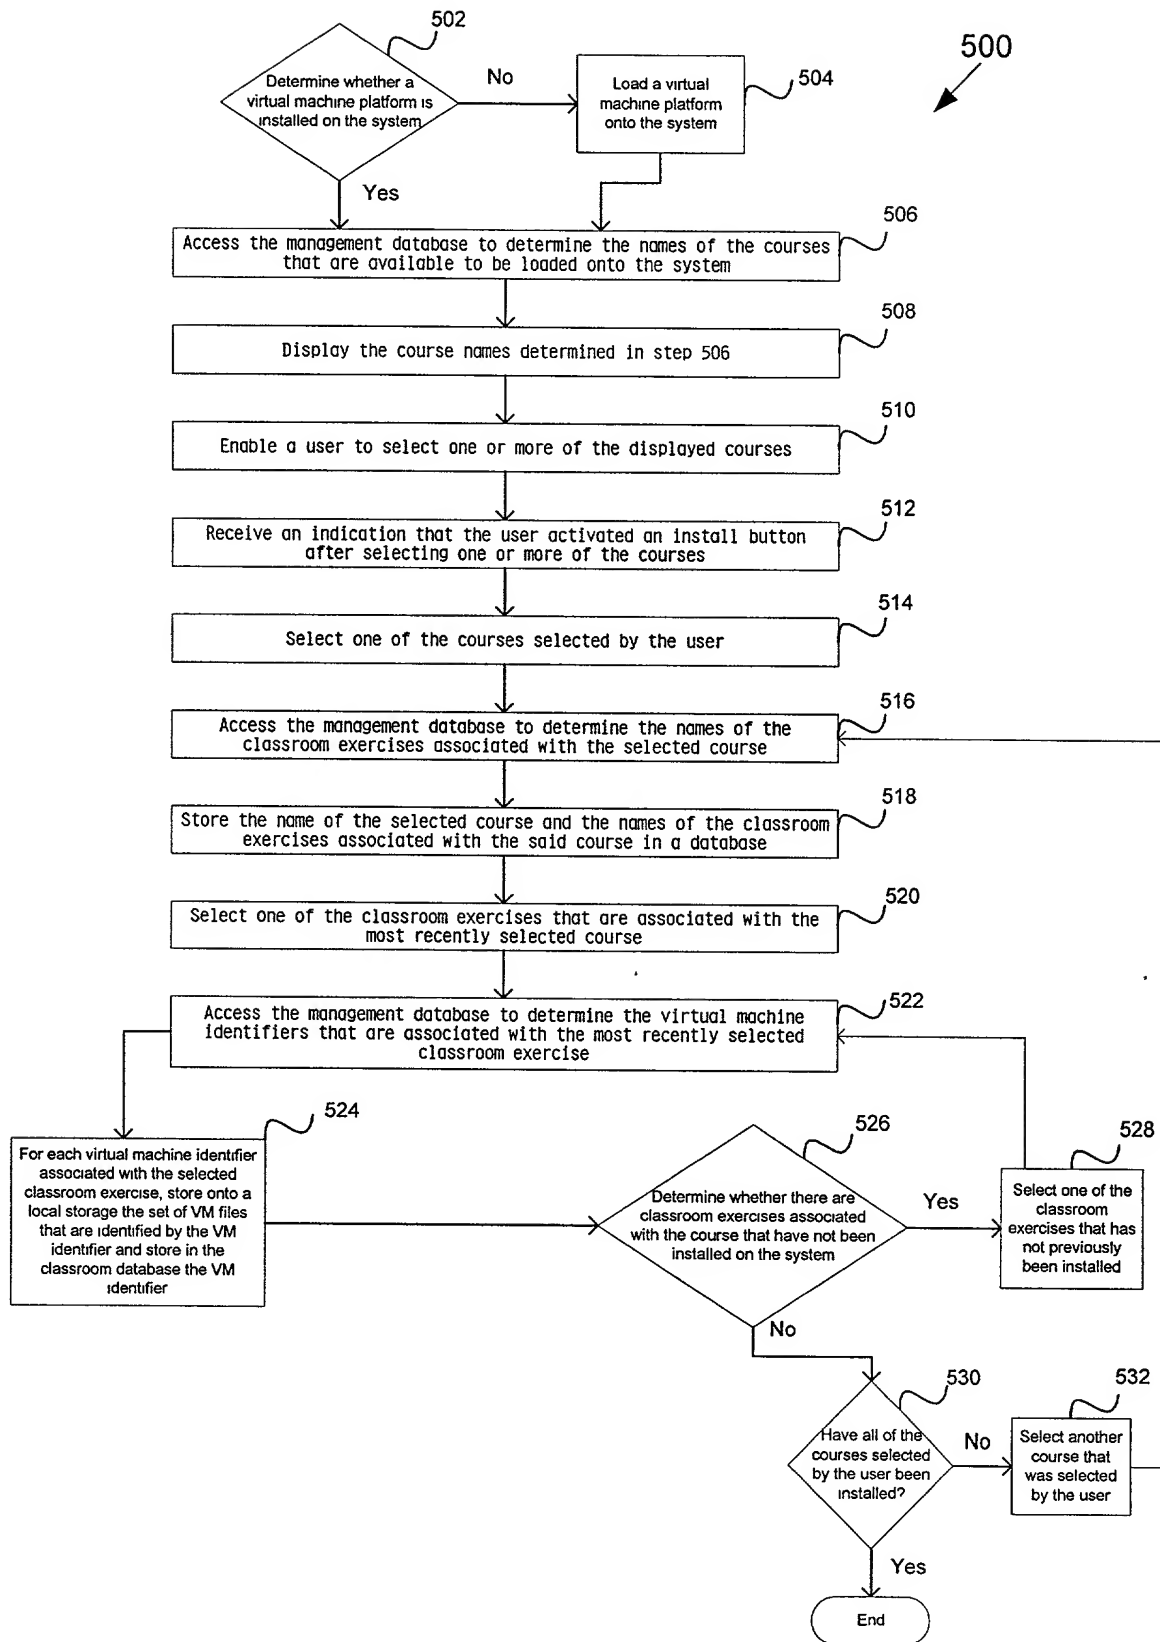 502
500
Determine whether a
virtual machine platform is
installed on the system
No
Load a virtual
machine platform
onto the system
504
Yes
506
Access the management database to determine the names of the courses
that are available to be loaded onto the system
508
Display the course names determined in step 506
510
Enable a user to select one or more of the displayed courses
512
Receive an indication that the user activated an install button
after selecting one or more of the courses
514
Select one of the courses selected by the user
516
Access the management database to determine the names of the
classroom exercises associated with the selected course
518
Store the name of the selected course and the names of the classroom
exercises associated with the said course in a database
520
Select one of the classroom exercises that are associated with the
most recently selected course
522
Access the management database to determine the virtual machine
identifiers that are associated with the most recently selected
classroom exercise
524
For each virtual machine identifier
associated with the selected
classroom exercise, store onto a
local storage the set of VM files
that are identified by the VM
identifier and store in the
classroom database the VM
identifier
526
Determine whether there are
classroom exercises associated
with the course that have not been
installed on the system
Yes
528
Select one of the
classroom
exercises that has
not previously
been installed
No
530
Have all of the
courses selected
by the user been
installed?
No
532
Select another
course that
was selected
by the user
Yes
End